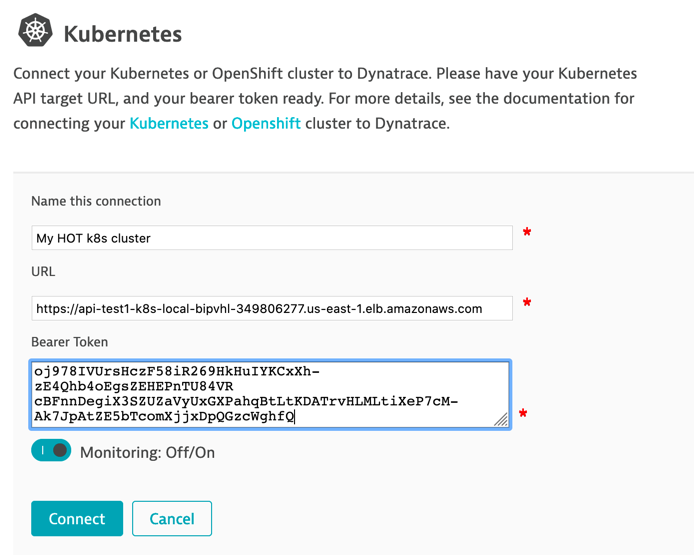 Kubernetes
Connect your Kubernetes or OpenShift cluster to Dynatrace. Please have your Kubernetes
API target URL, and your bearer token ready. For more details, see the documentation for
connecting your Kubernetes or Openshift cluster to Dynatrace.
Name this connection
My HOT k8s cluster
*
URL
https://api-test1-k8s-local-bipvhl-349806277.us-east-1.elb.amazonaws.com
*
Bearer Token
oj978IVUrsHczF58iR269HkHuIYKCxXh-
zE4Qhb4oEgsZEHEPnTU84VR
cBFnnDegiX3SZUZaVyUxGXPahqBtLtKDATrvHLMLtiXeP7cM-
Ak7JpAtZE5bTcomXjjxDpQGzcWghfQ
*
Monitoring: Off/On
Connect Cancel